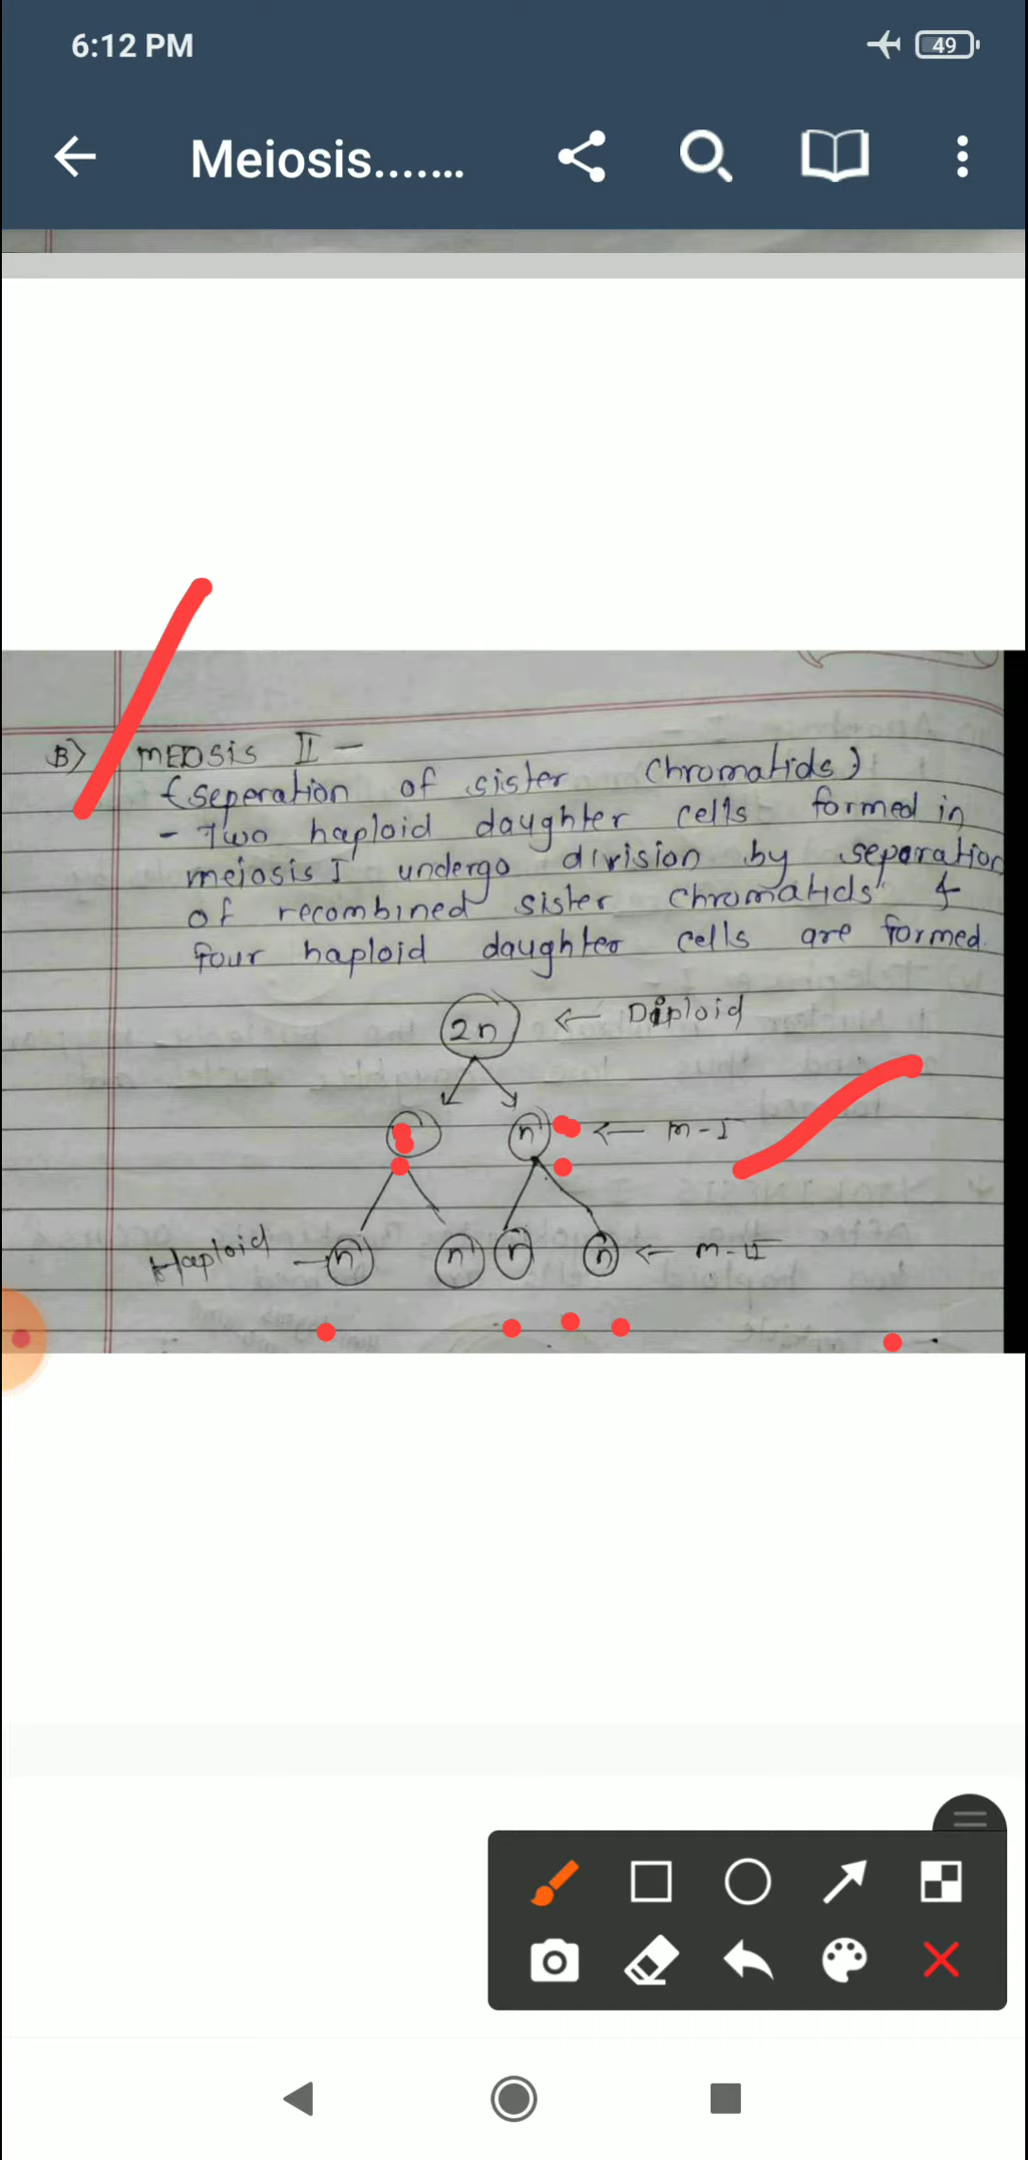 6:12 PM
49
Meiosis.......
B) MEOSIS II -
(seperation of sister chromatids)
- Two haploid daughter cells formed in
meiosis I undergo division by separation
of recombined sister chromatids &
four haploid daughter cells are formed.
2n ← Diploid
n ← m-I
Haploid - n n n n ← m-II